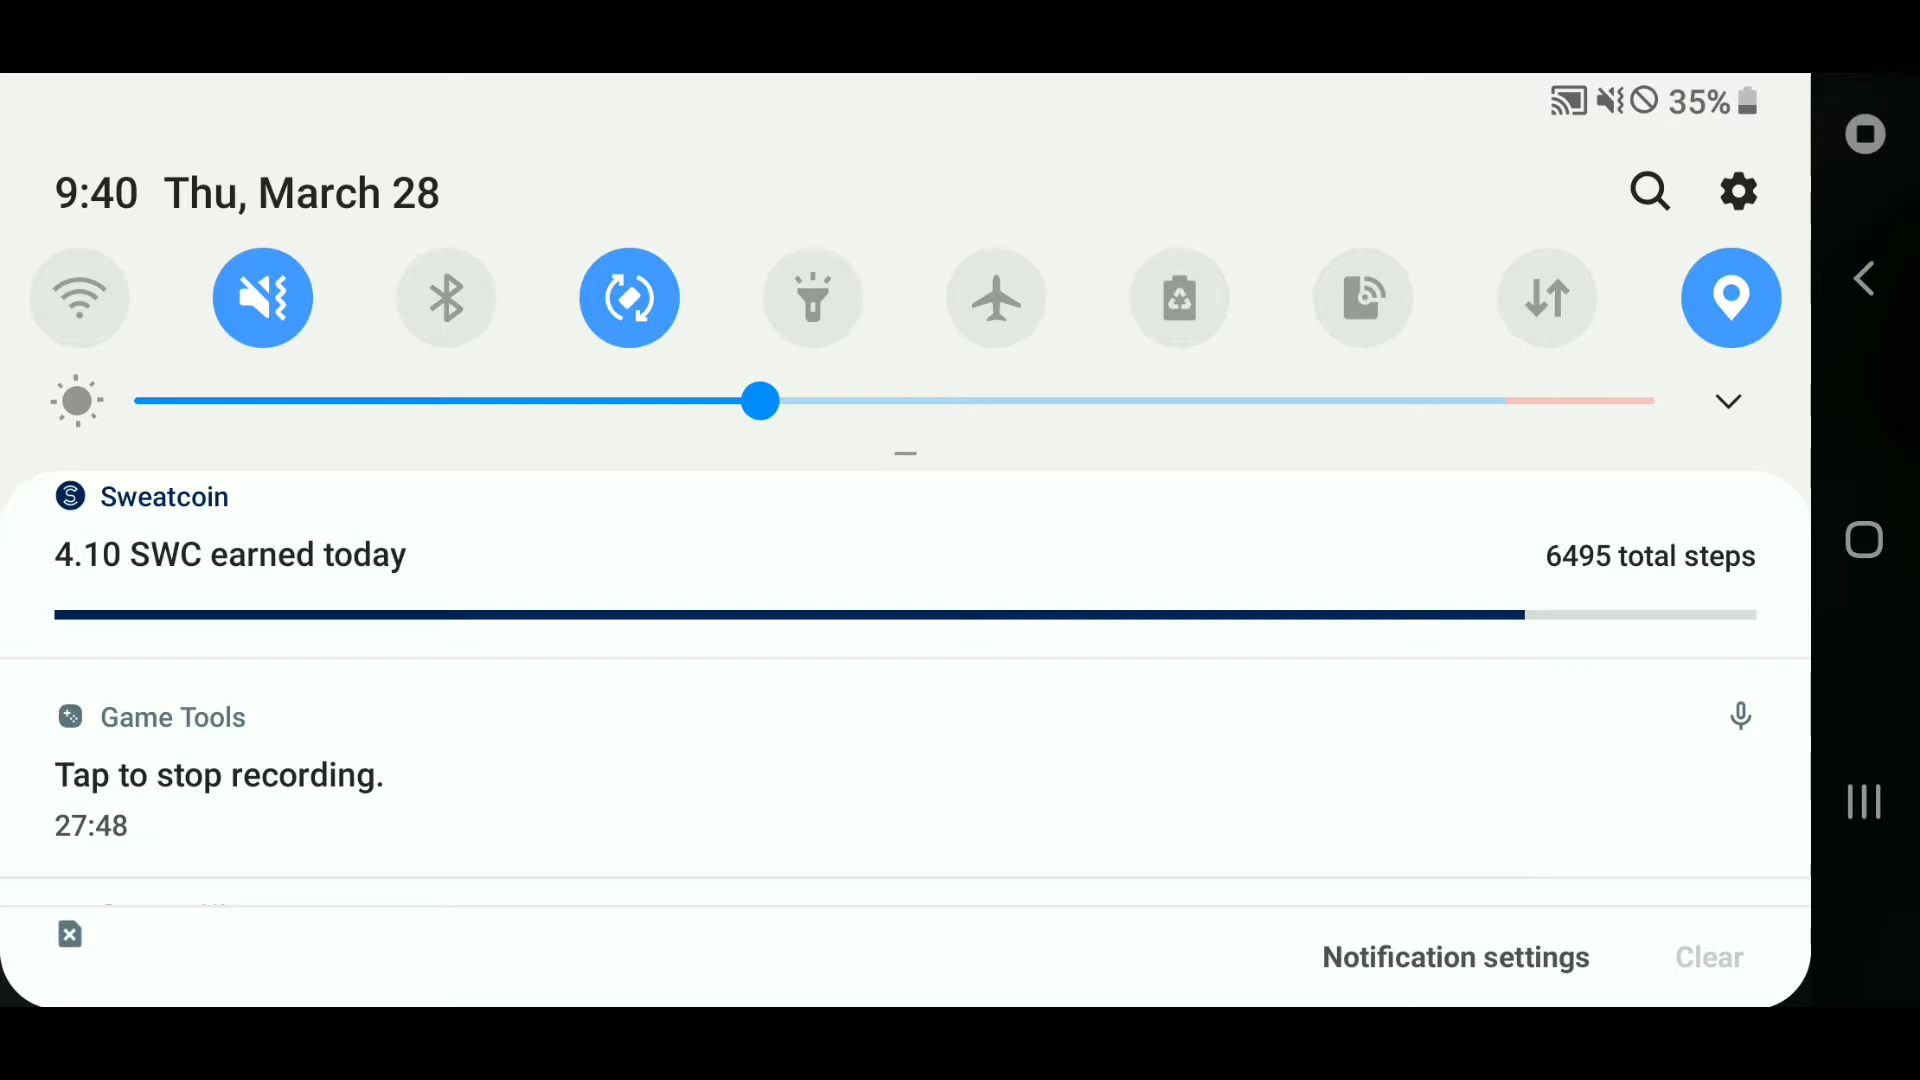 35%
9:40 Thu, March 28
Sweatcoin
4.10 SWC earned today
6495 total steps
Game Tools
Tap to stop recording.
27:48
Notification settings
Clear